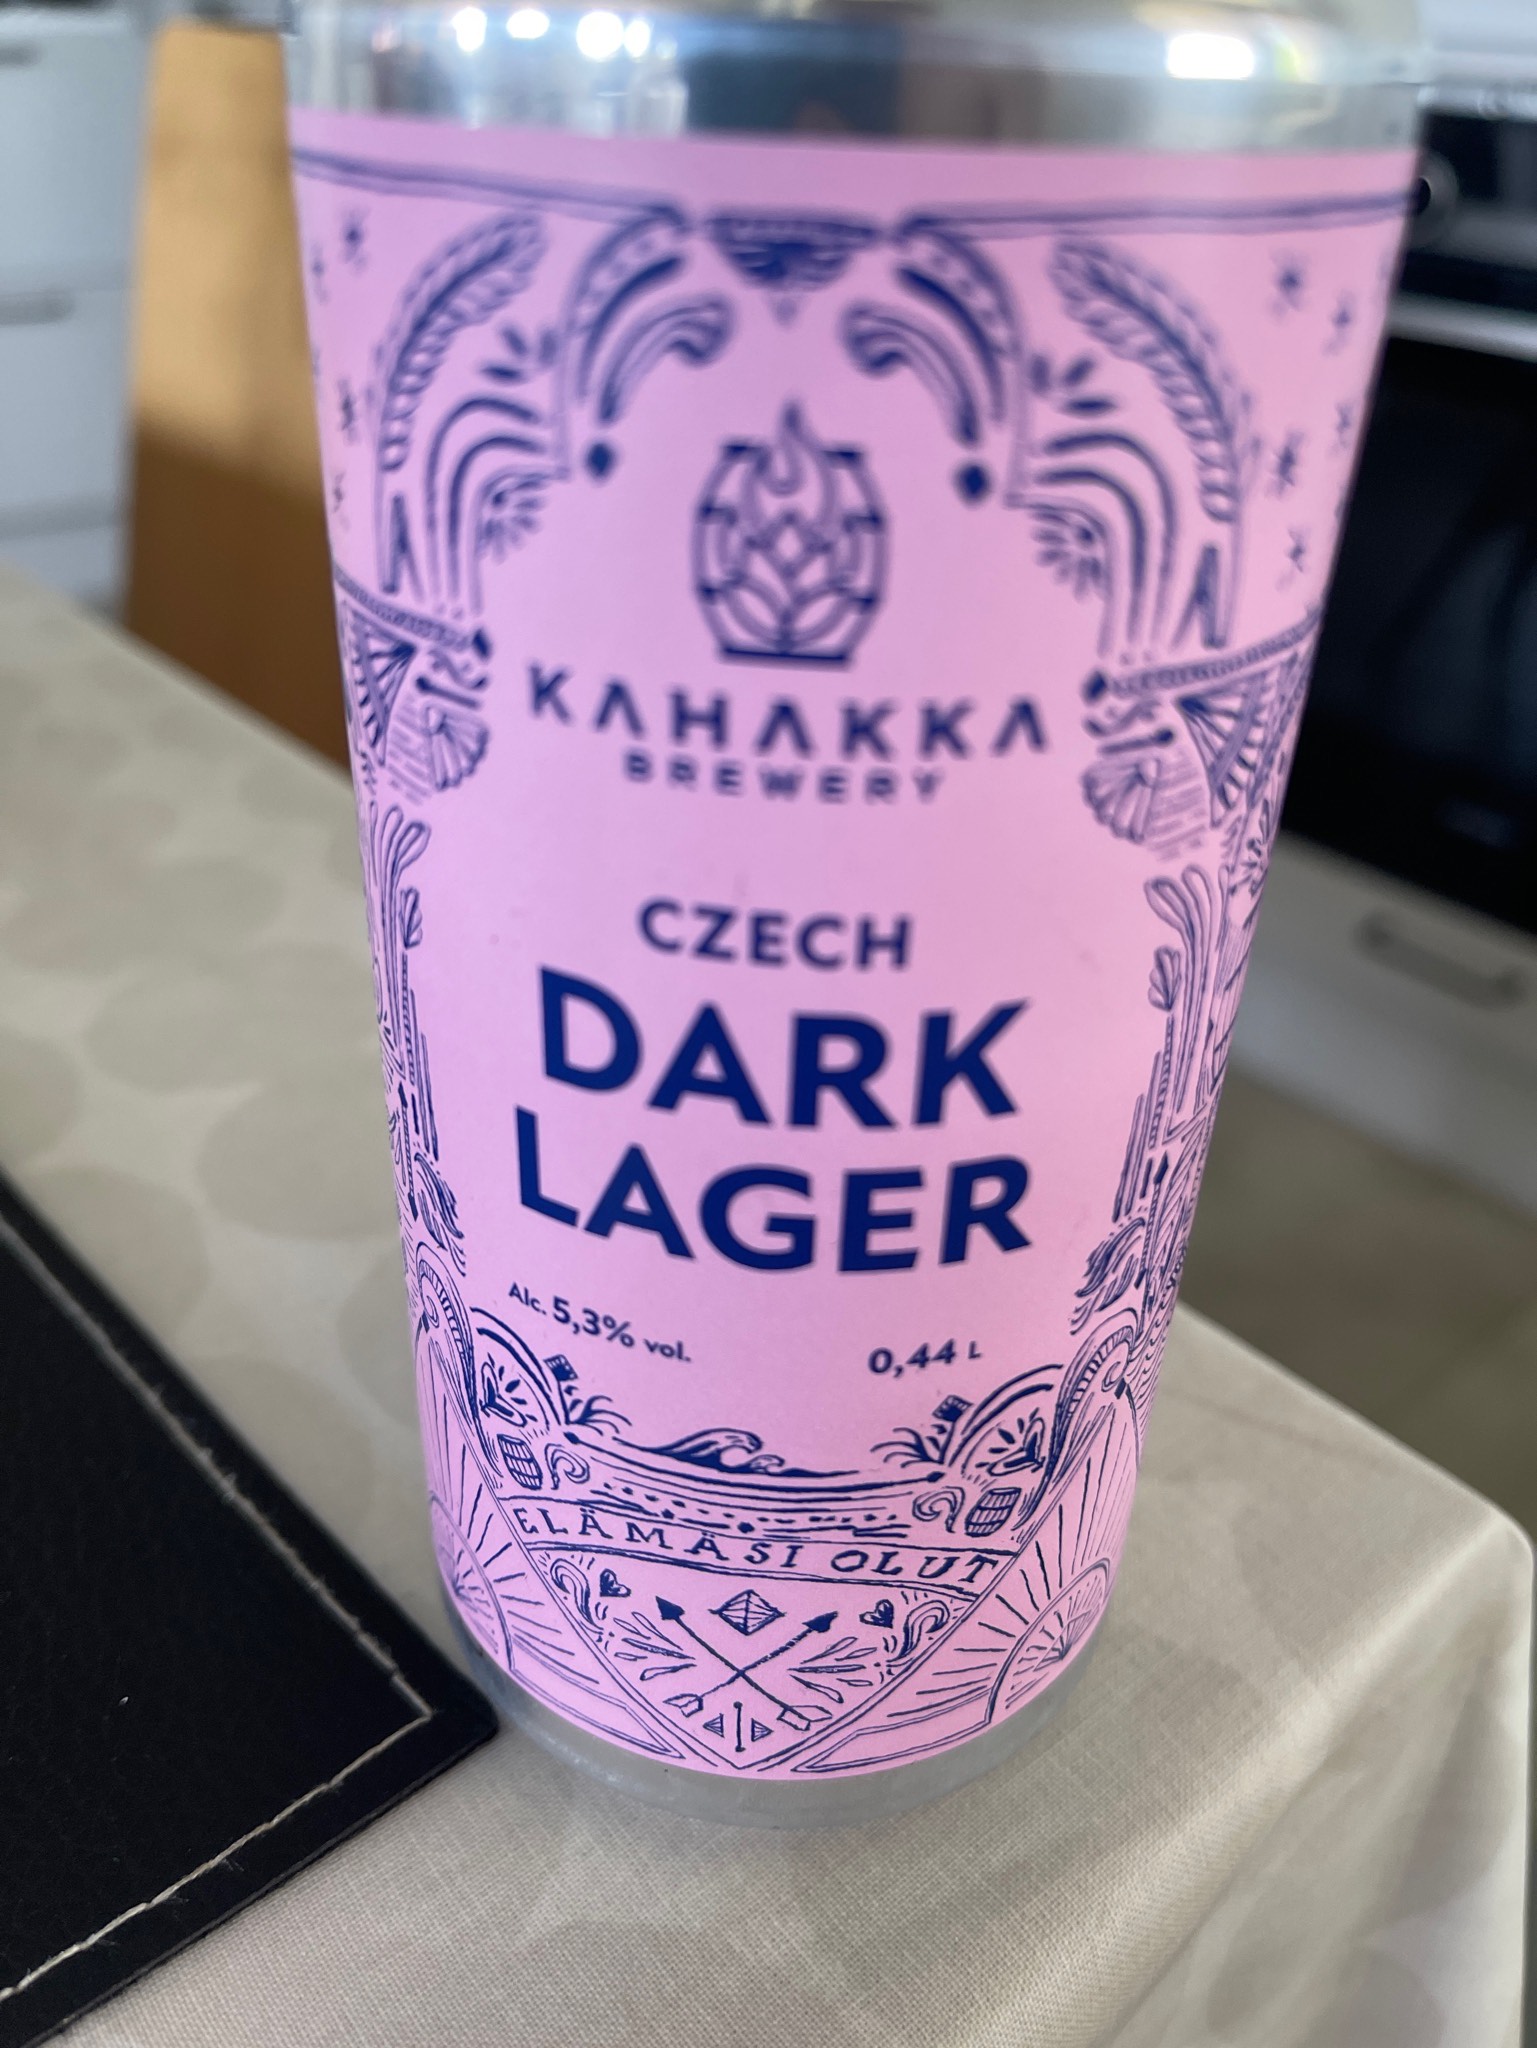 KAHAKKA
BREWERY
CZECH
DARK
LAGER
Alc. 5,3% vol.
0,44 L
ELÄMÄSI OLUT